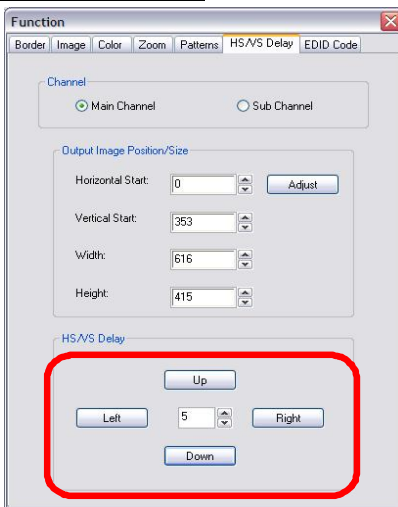 Function
Border Image Color Zoom Patterns HS/VS Delay EDID Code
Channel
Main Channel Sub Channel
Output Image Position/Size
Horizontal Start: 0 Adjust
Vertical Start: 353
Width: 616
Height: 415
HS/VS Delay
Up
Left 5 Right
Down